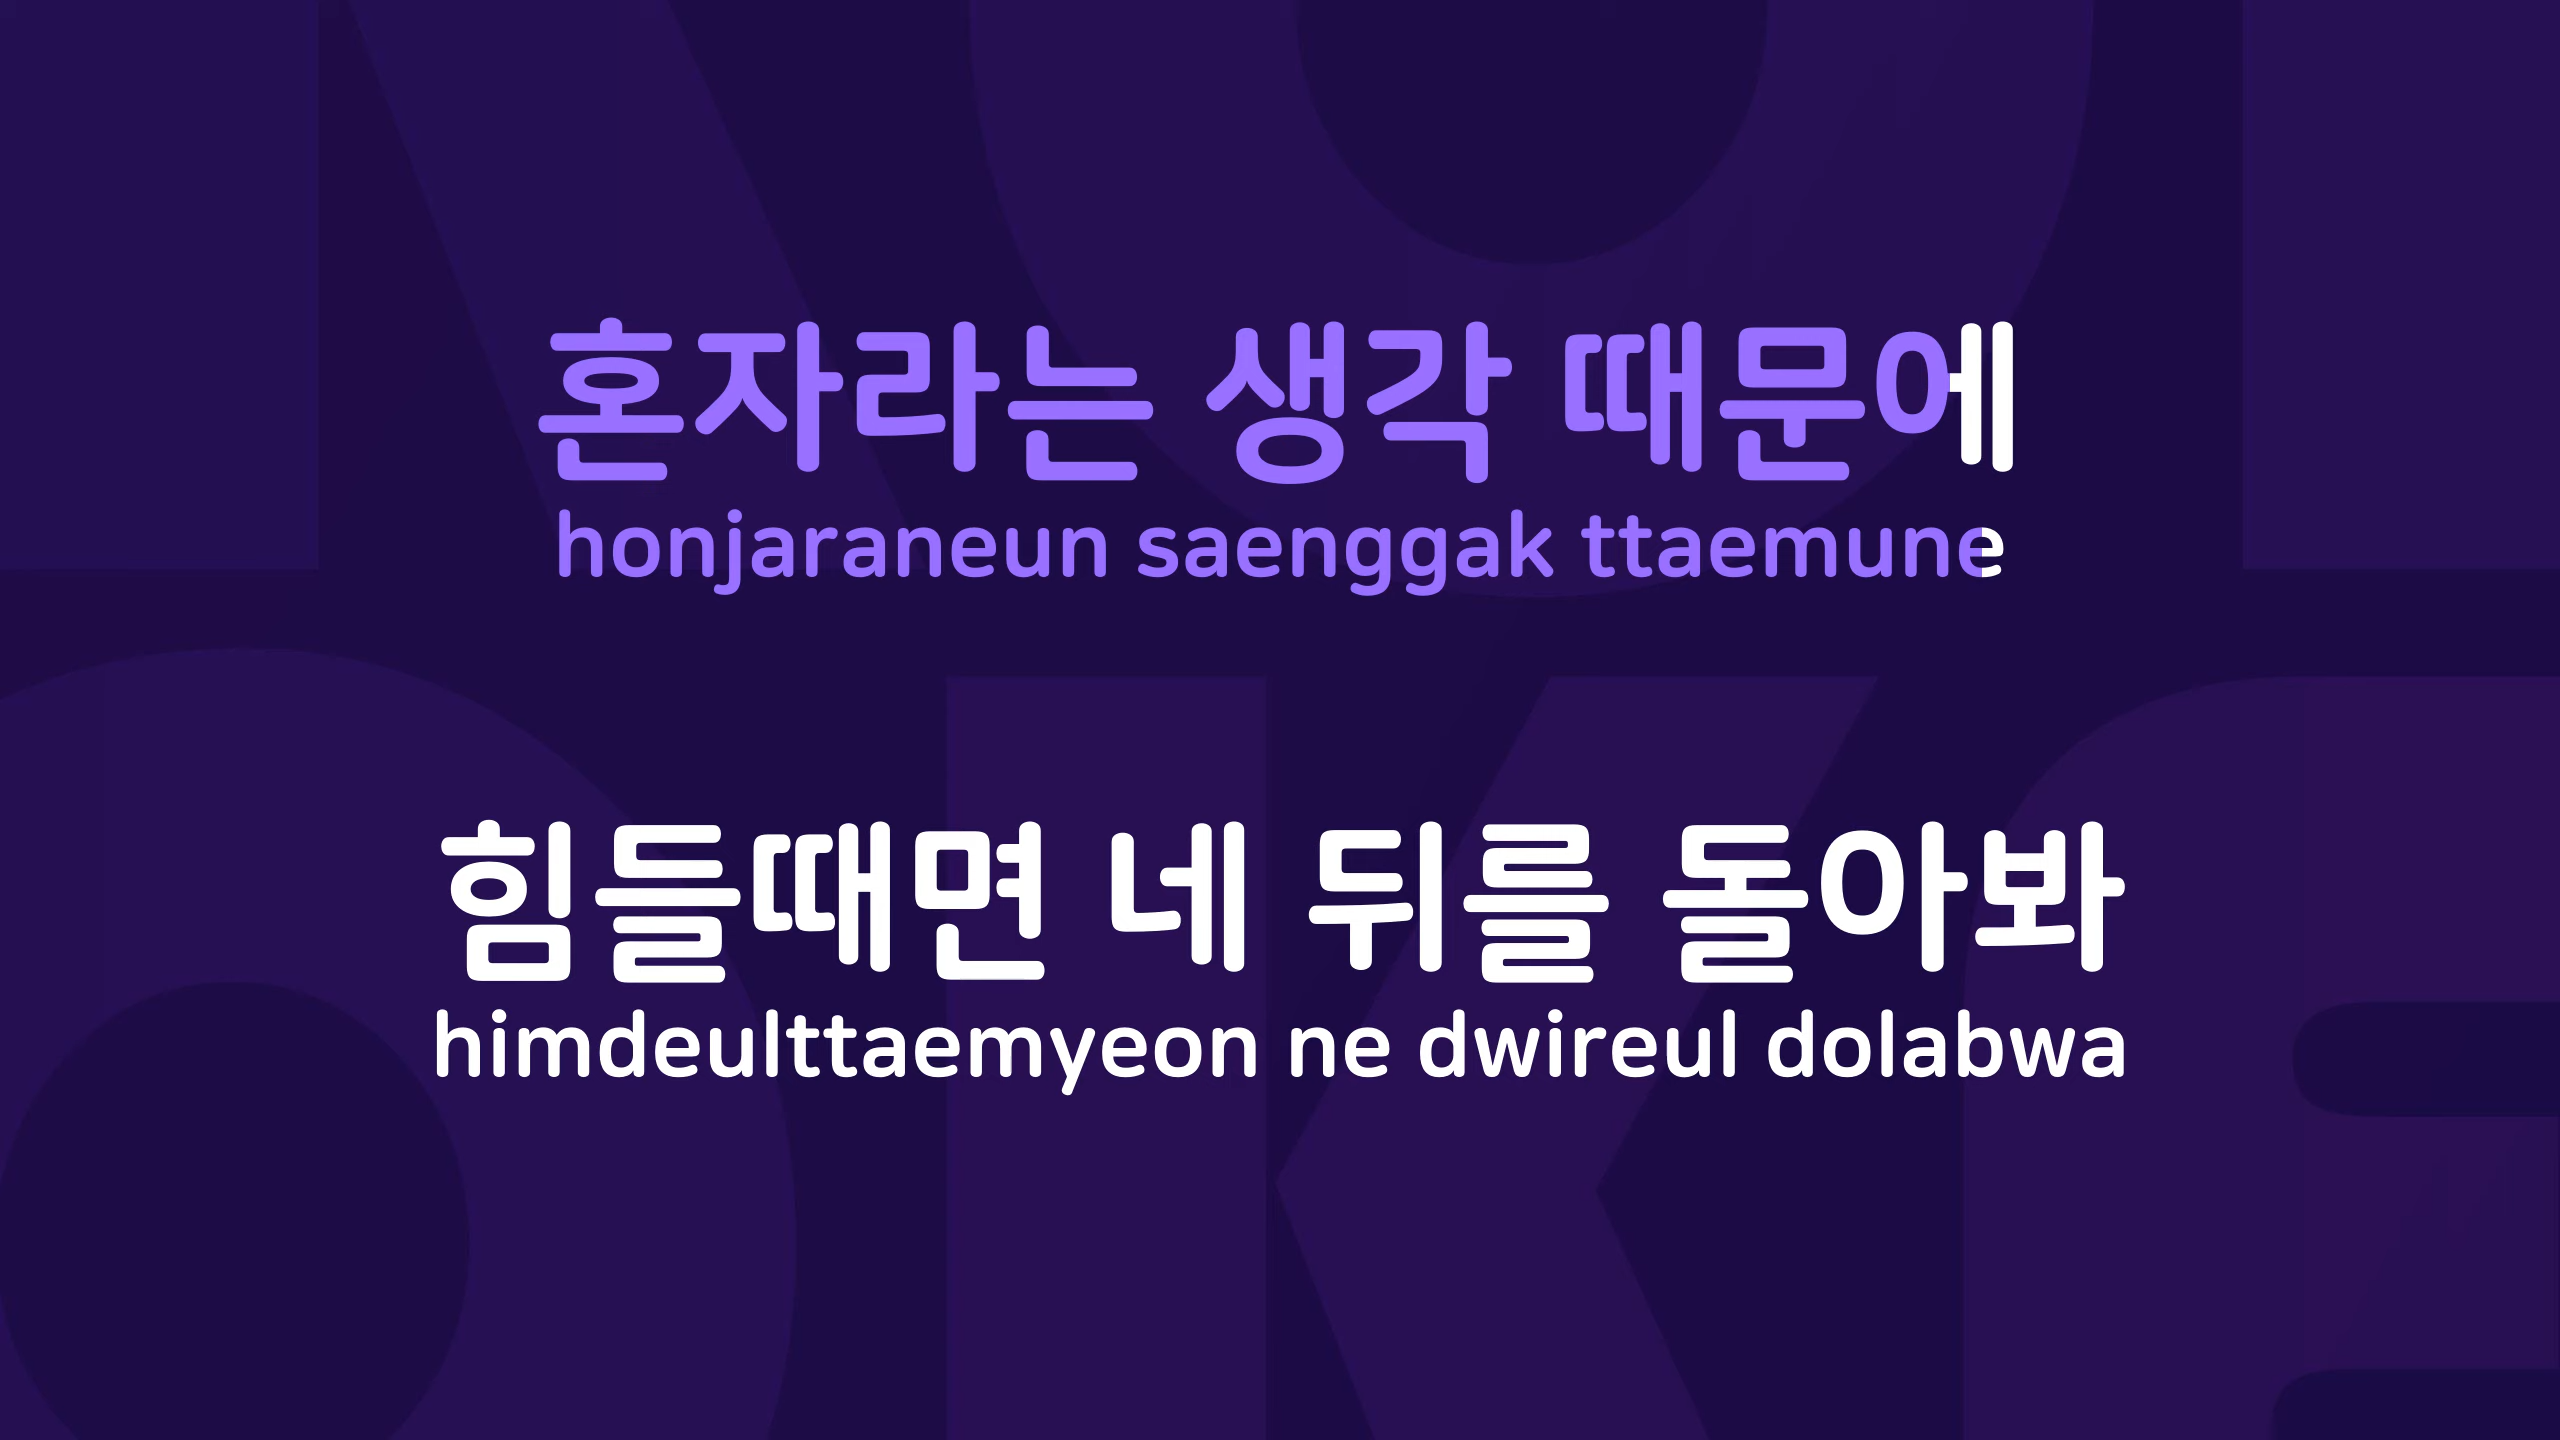 혼자라는 생각 때문에
honjaraneun saenggak ttaemune
힘들때면 네 뒤를 돌아봐
himdeulttaemyeon ne dwireul dolabwa